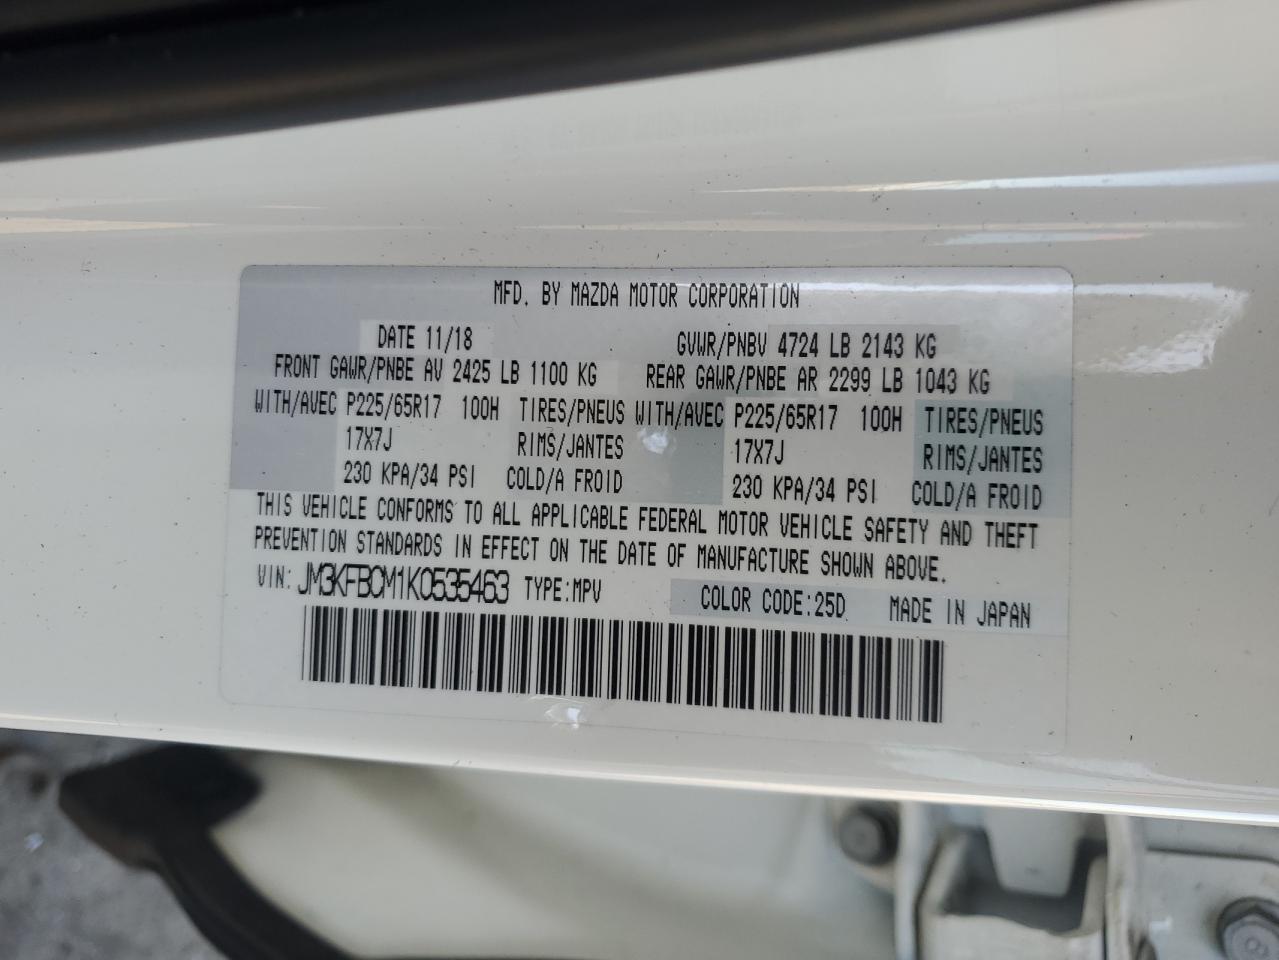 MFD. BY MAZDA MOTOR CORPORATION
DATE 11/18 GVWR/PNBV 4724 LB 2143 KG
FRONT GAWR/PNBE AV 2425 LB 1100 KG REAR GAWR/PNBE AR 2299 LB 1043 KG
WITH/AVEC P225/65R17 100H TIRES/PNEUS WITH/AVEC P225/65R17 100H TIRES/PNEUS
17X7J RIMS/JANTES 17X7J RIMS/JANTES
230 KPA/34 PSI COLD/A FROID 230 KPA/34 PSI COLD/A FROID
THIS VEHICLE CONFORMS TO ALL APPLICABLE FEDERAL MOTOR VEHICLE SAFETY AND THEFT
PREVENTION STANDARDS IN EFFECT ON THE DATE OF MANUFACTURE SHOWN ABOVE.
VIN: JM3KFBCM1K0535463 TYPE:MPV COLOR CODE:25D MADE IN JAPAN